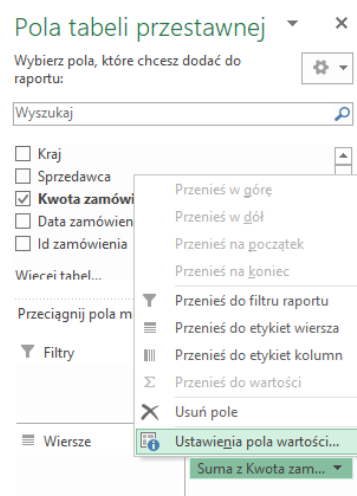 Pola tabeli przestawnej
Wybierz pola, które chcesz dodać do
raportu:
Wyszukaj
Kraj
Sprzedawca
Kwota zamówi
Data zamówien
Id zamówienia
Więcej tabel...
Przeciągnij pola m
Filtry
Wiersze
Przenieś w górę
Przenieś w dół
Przenieś na początek
Przenieś na koniec
Przenieś do filtru raportu
Przenieś do etykiet wiersza
Przenieś do etykiet kolumn
Σ Przenieś do wartości
Usuń pole
Ustawienia pola wartości...
Suma z Kwota zam...